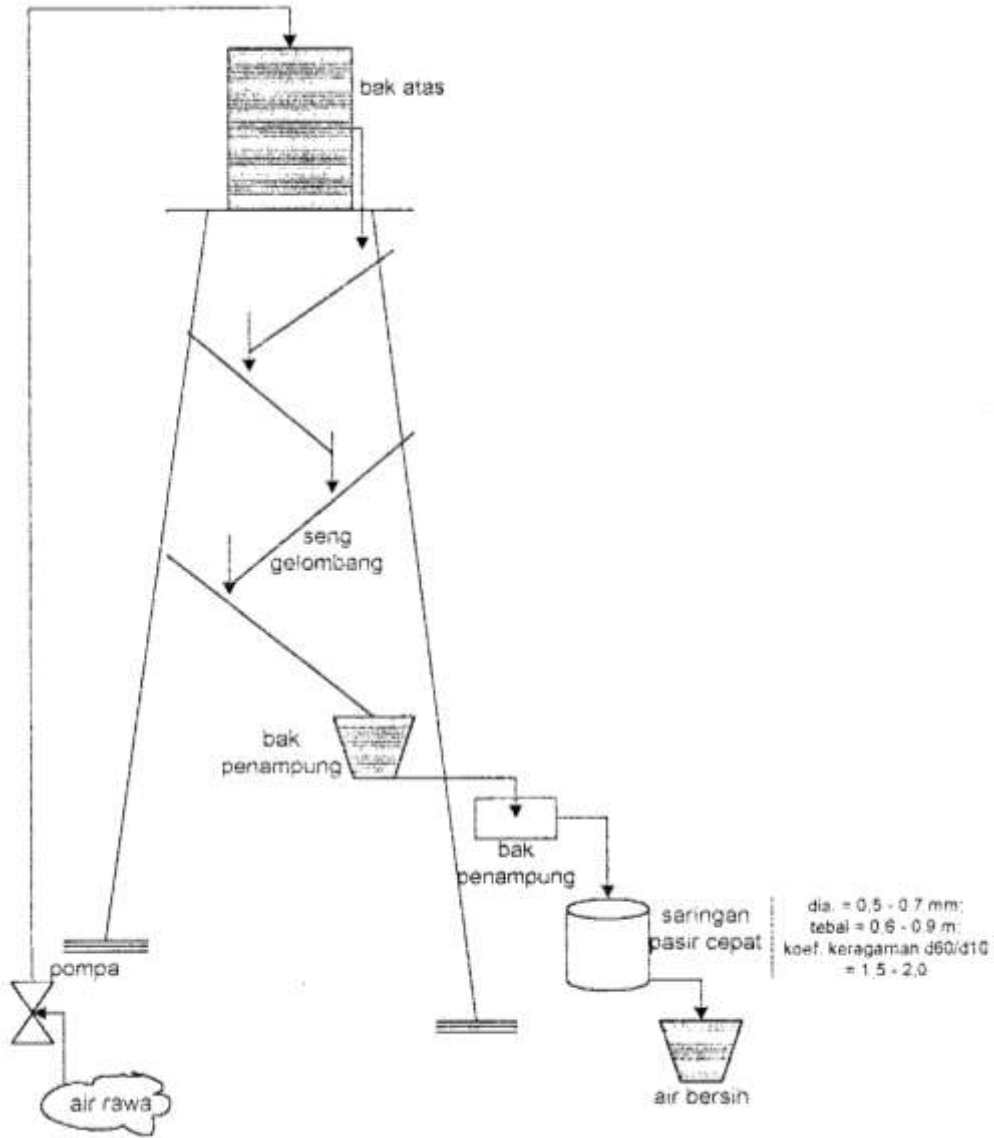 bak atas
seng
gelombang
bak
penampung
bak
penampung
saringan
pasir cepat
dia. = 0,5 - 0.7 mm;
tebal = 0,6 - 0.9 m;
koef. keragaman d60/d10
= 1,5 - 2,0
pompa
air rawa
air bersin